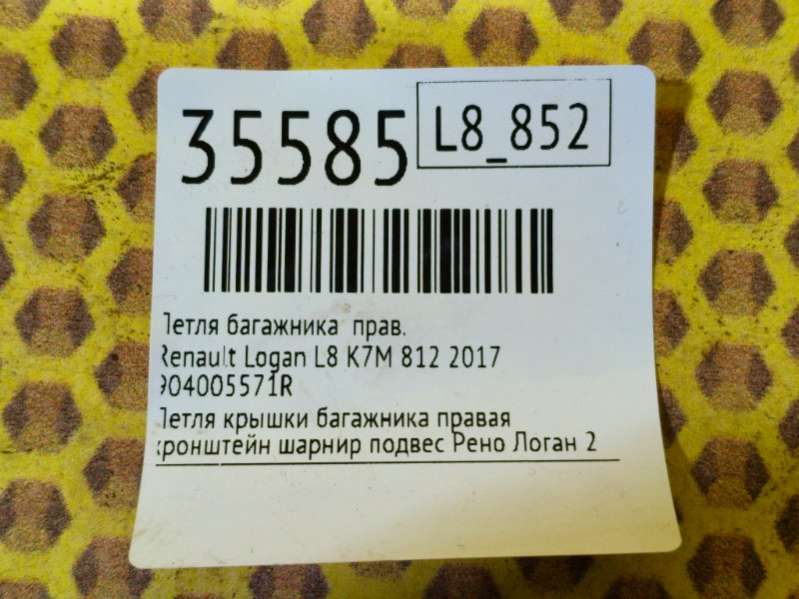 35585
L8_852
Петля багажника прав.
Renault Logan L8 K7M 812 2017
904005571R
Петля крышки багажника правая
кронштейн шарнир подвес Рено Логан 2